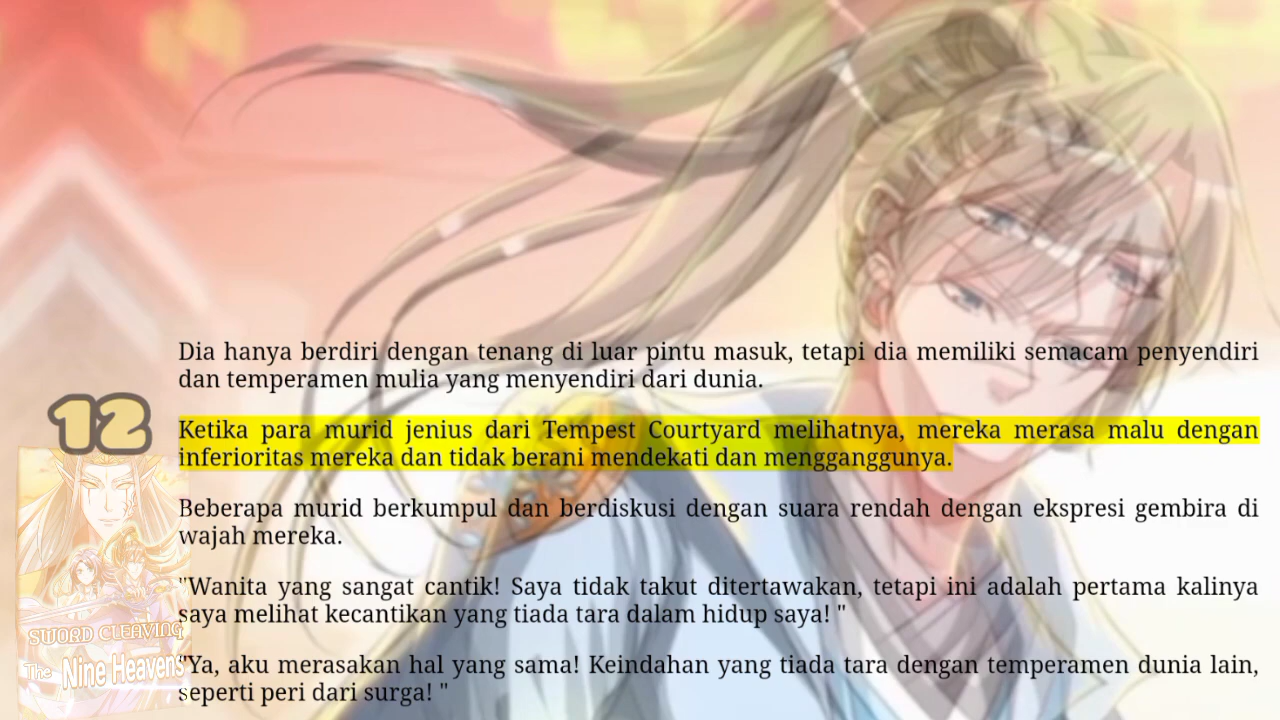 Dia hanya berdiri dengan tenang di luar pintu masuk, tetapi dia memiliki semacam penyendiri
dan temperamen mulia yang menyendiri dari dunia.
12
Ketika para murid jenius dari Tempest Courtyard melihatnya, mereka merasa malu dengan
inferioritas mereka dan tidak berani mendekati dan mengganggunya.
Beberapa murid berkumpul dan berdiskusi dengan suara rendah dengan ekspresi gembira di
wajah mereka.
"Wanita yang sangat cantik! Saya tidak takut ditertawakan, tetapi ini adalah pertama kalinya
saya melihat kecantikan yang tiada tara dalam hidup saya! "
"Ya, aku merasakan hal yang sama! Keindahan yang tiada tara dengan temperamen dunia lain,
seperti peri dari surga! "
SWORD CLEAVING
The Nine Heavens